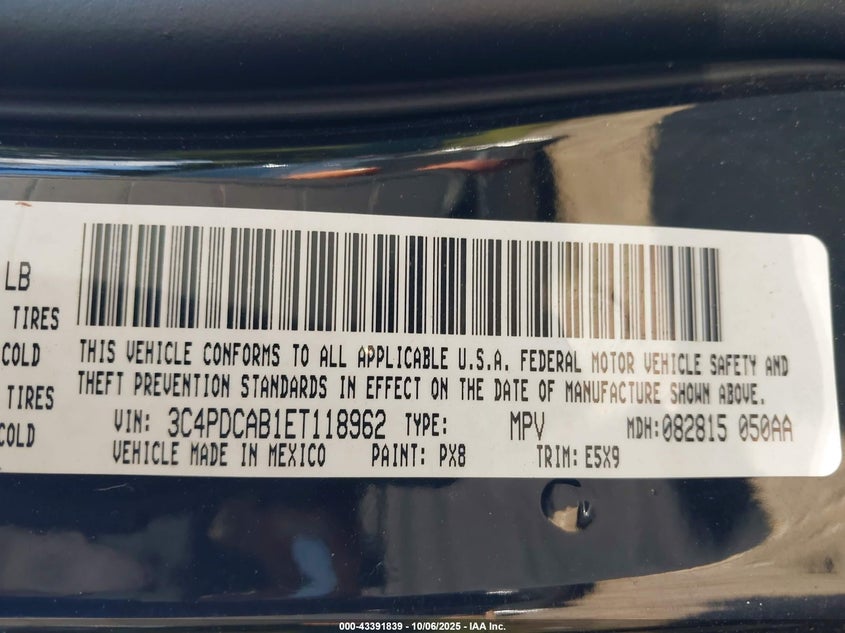 LB
TIRES
COLD
TIRES
COLD
THIS VEHICLE CONFORMS TO ALL APPLICABLE U.S.A. FEDERAL MOTOR VEHICLE SAFETY AND
THEFT PREVENTION STANDARDS IN EFFECT ON THE DATE OF MANUFACTURE SHOWN ABOVE.
VIN: 3C4PDCAB1ET118962 TYPE: MPV MDH:082815 050AA
VEHICLE MADE IN MEXICO PAINT: PX8 TRIM: E5X9
000-43391839 - 10/06/2025 - IAA Inc.